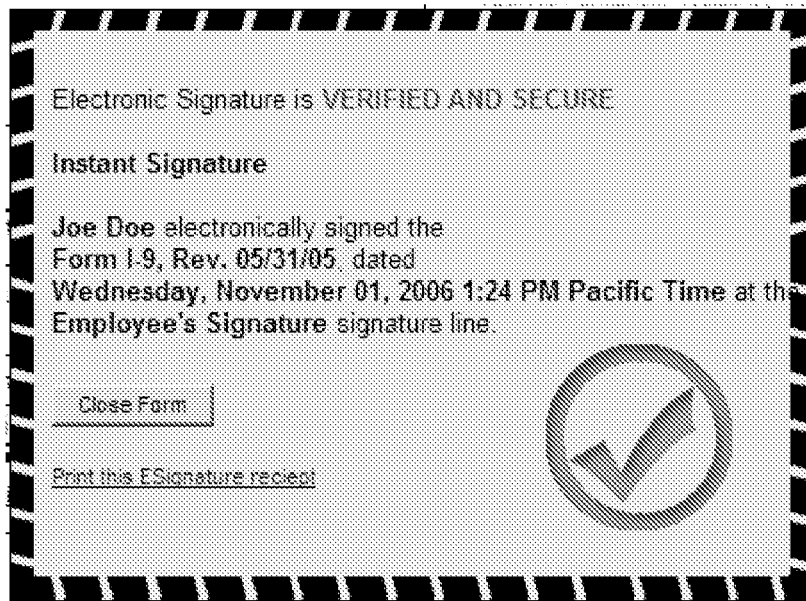 Electronic Signature is VERIFIED AND SECURE
Instant Signature
Joe Doe electronically signed the
Form I-9, Rev. 05/31/05, dated
Wednesday, November 01, 2006 1:24 PM Pacific Time at the
Employee's Signature signature line.
Close Form
Print this ESignature reciept